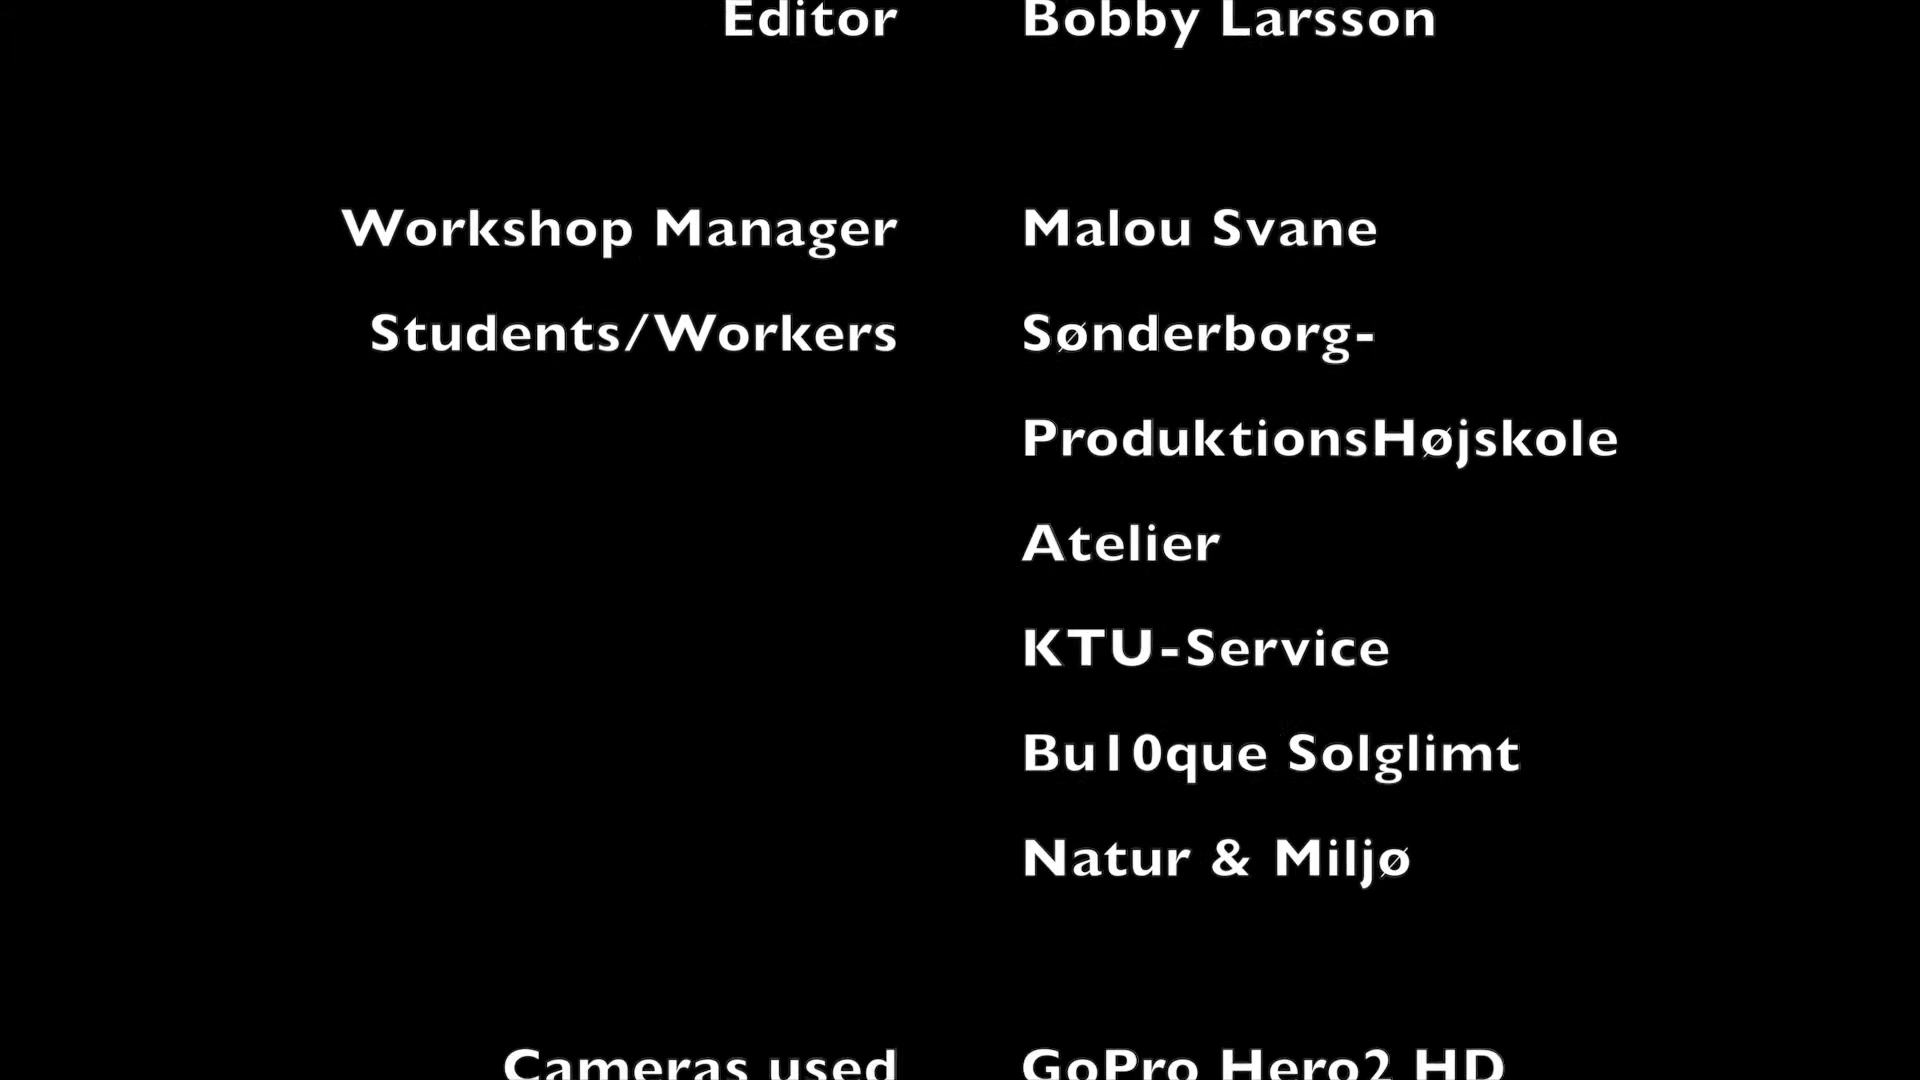 Editor Bobby Larsson
Workshop Manager Malou Svane
Students/Workers Sønderborg-
ProduktionsHøjskole
Atelier
KTU-Service
Bu10que Solglimt
Natur & Miljø
Cameras used GoPro Hero2 HD